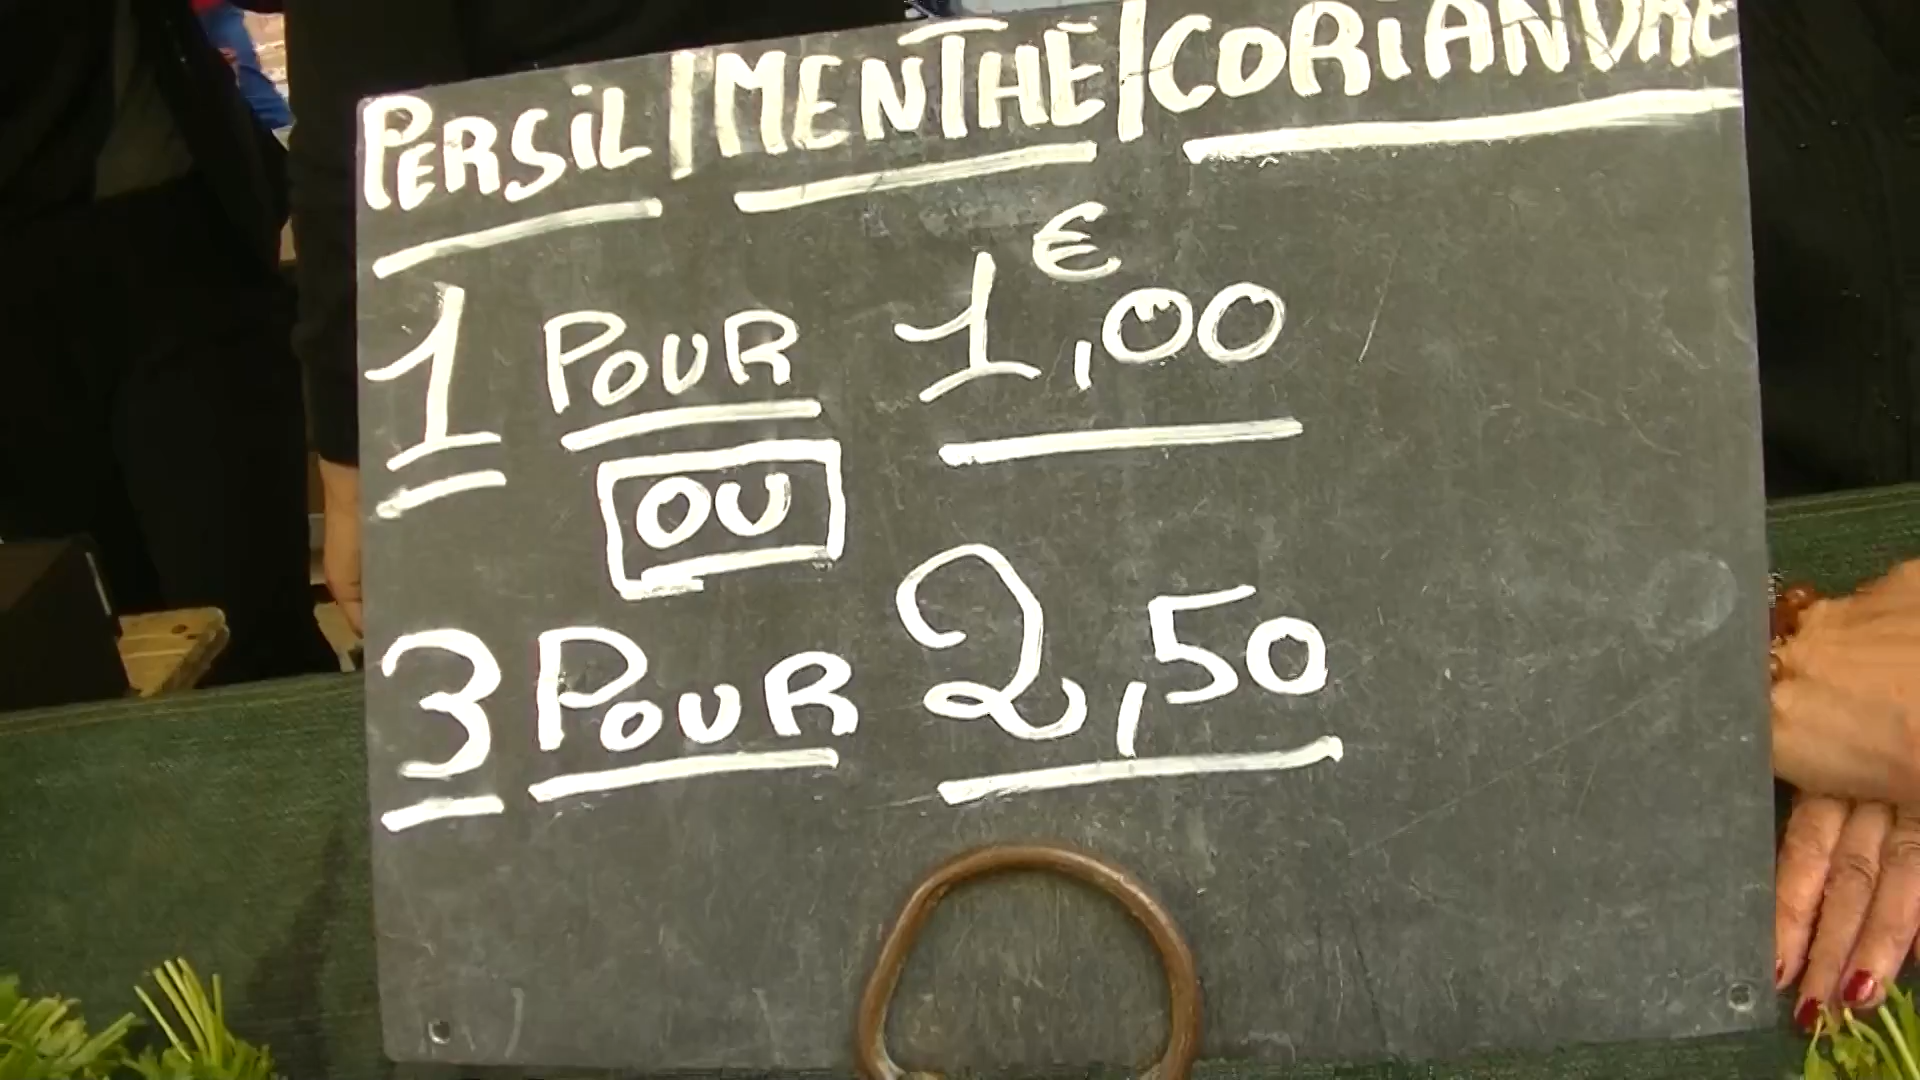 PERSIL/MENTHE/CORIANDRE
€
1 POUR 1,00
OU
3 POUR 2,50